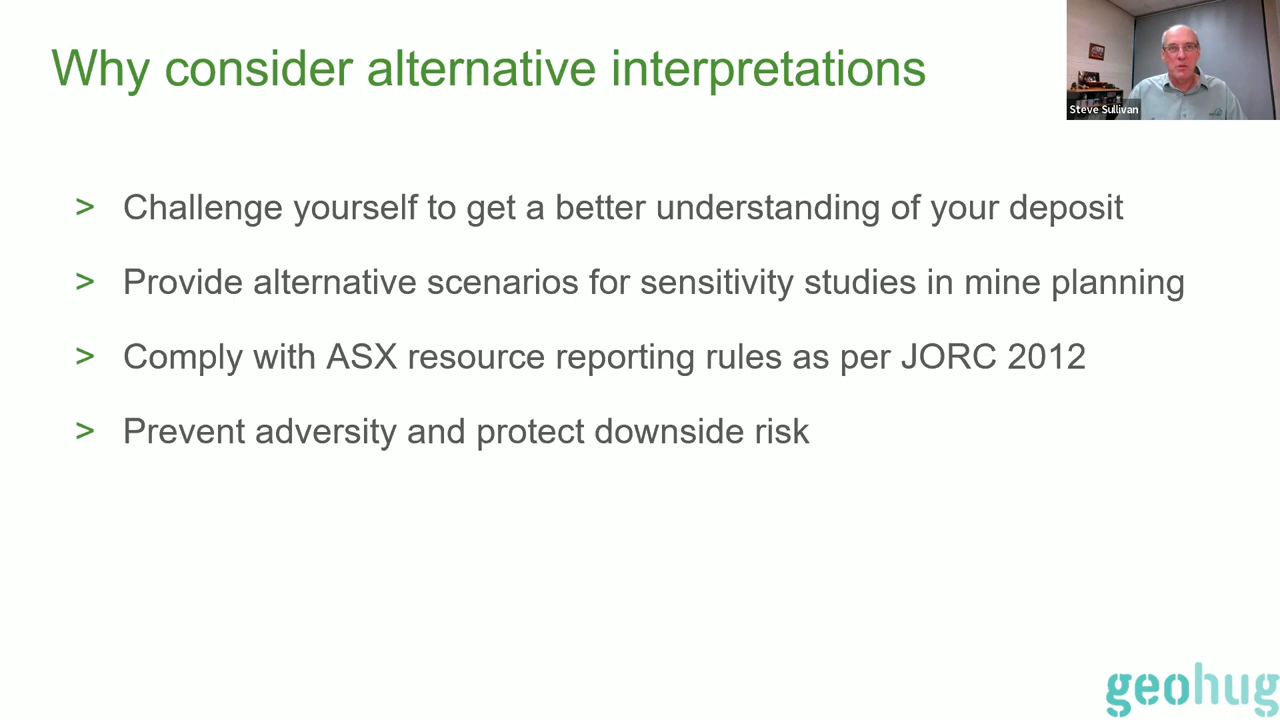 Why consider alternative interpretations
Steve Sullivan
> Challenge yourself to get a better understanding of your deposit
> Provide alternative scenarios for sensitivity studies in mine planning
> Comply with ASX resource reporting rules as per JORC 2012
> Prevent adversity and protect downside risk
geohug